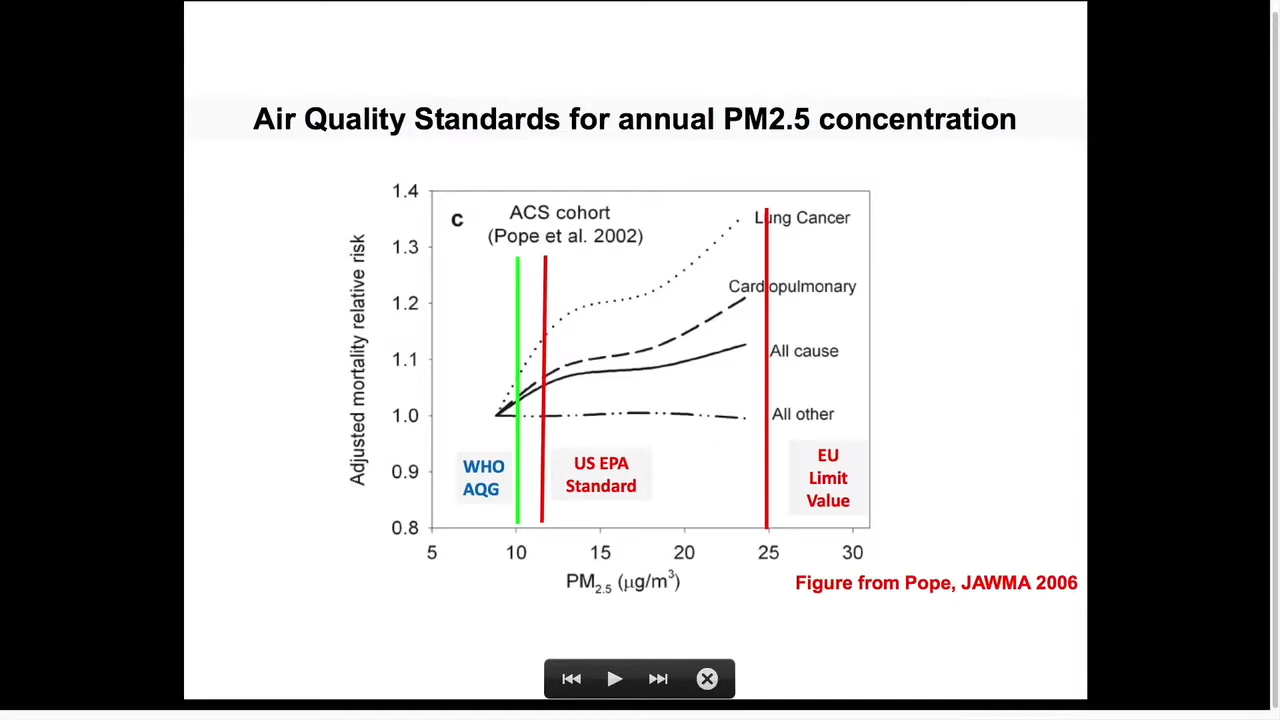 Air Quality Standards for annual PM2.5 concentration
1.4
1.3
1.2
1.1
1.0
0.9
0.8
Adjusted mortality relative risk
c
ACS cohort
(Pope et al. 2002)
Lung Cancer
Cardiopulmonary
All cause
All other
WHO
AQG
US EPA
Standard
EU
Limit
Value
5 10 15 20 25 30
PM2.5 (μg/m³)
Figure from Pope, JAWMA 2006